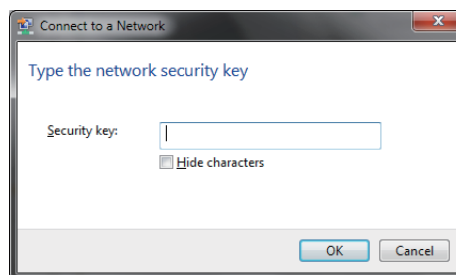 Connect to a Network
Type the network security key
Security key:
Hide characters
OK
Cancel